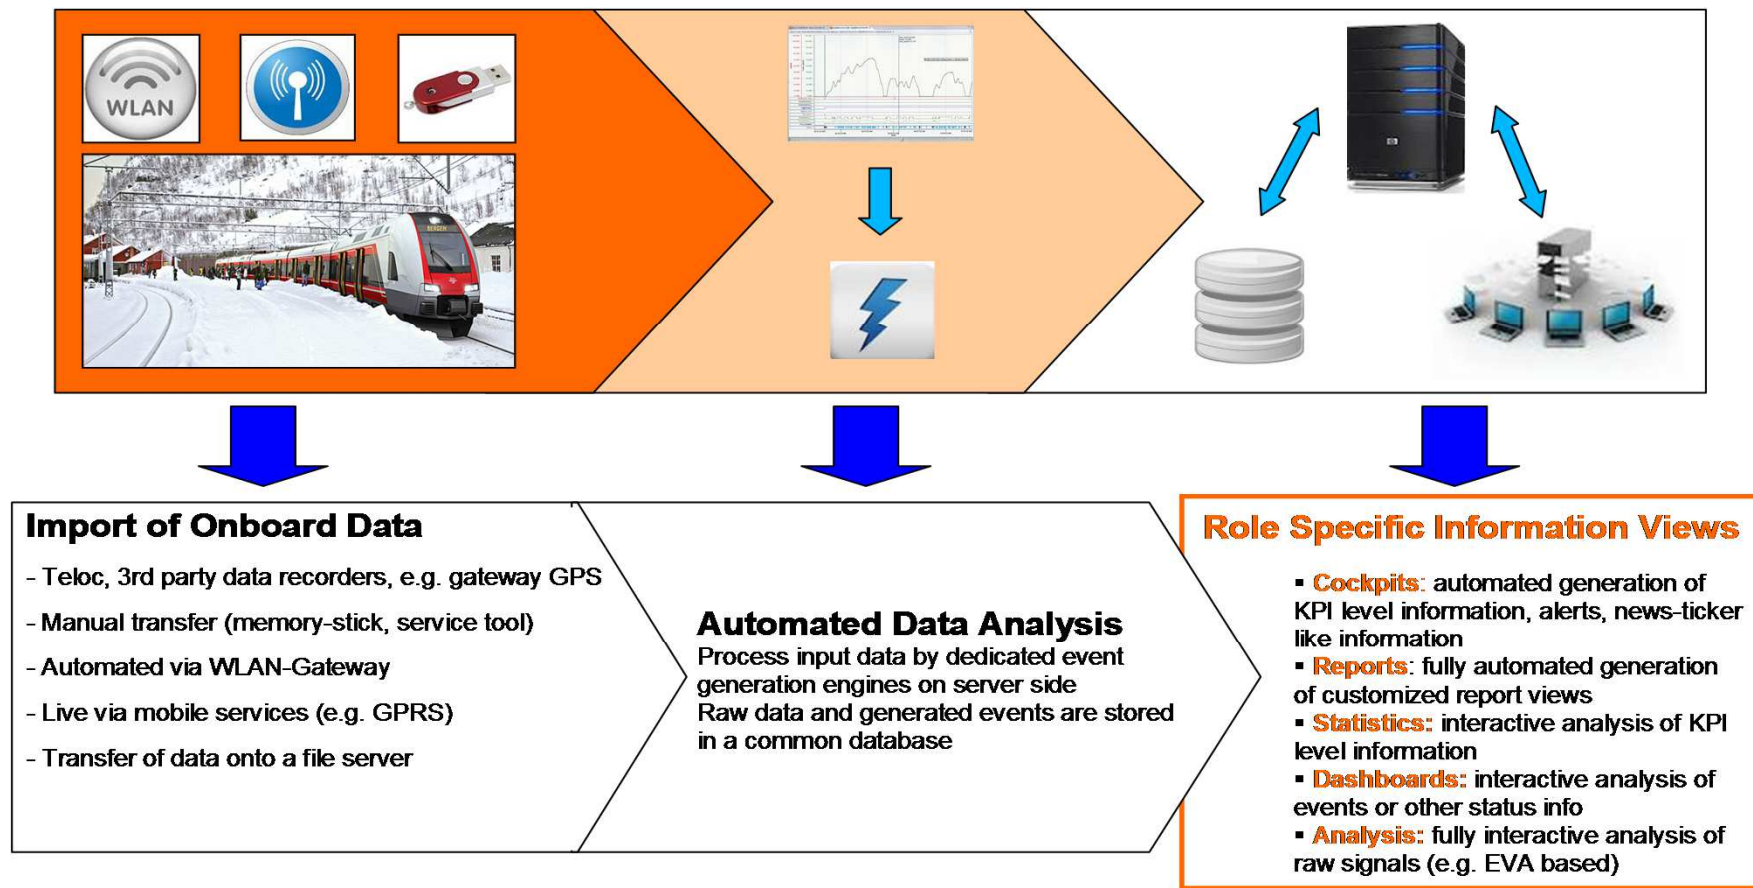 WLAN
BERGEN
Import of Onboard Data
- Teloc, 3rd party data recorders, e.g. gateway GPS
- Manual transfer (memory-stick, service tool)
- Automated via WLAN-Gateway
- Live via mobile services (e.g. GPRS)
- Transfer of data onto a file server
Automated Data Analysis
Process input data by dedicated event
generation engines on server side
Raw data and generated events are stored
in a common database
Role Specific Information Views
▪ Cockpits: automated generation of
KPI level information, alerts, news-ticker
like information
▪ Reports: fully automated generation
of customized report views
▪ Statistics: interactive analysis of KPI
level information
▪ Dashboards: interactive analysis of
events or other status info
▪ Analysis: fully interactive analysis of
raw signals (e.g. EVA based)